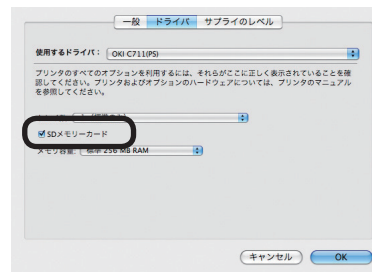 一般 ドライバ サプライのレベル
使用するドライバ： OKI C711(PS)
プリンタのすべてのオプションを利用するには、それらがここに正しく表示されていることを確
認してください。プリンタおよびオプションのハードウェアについては、プリンタのマニュアル
を参照してください。
SDメモリーカード
メモリ容量: 標準 256 MB RAM
キャンセル OK